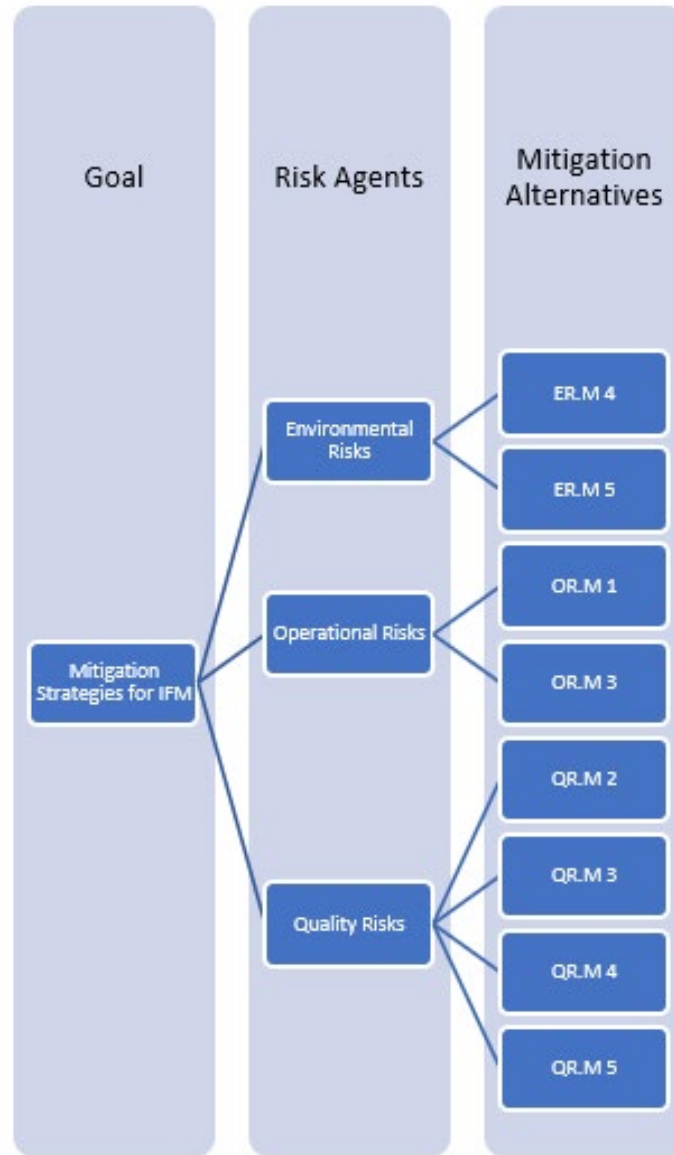 Goal
Risk Agents
Mitigation
Alternatives
Mitigation
Strategies for IFM
Environmental
Risks
Operational Risks
Quality Risks
ER.M 4
ER.M 5
OR.M 1
OR.M 3
QR.M 2
QR.M 3
QR.M 4
QR.M 5